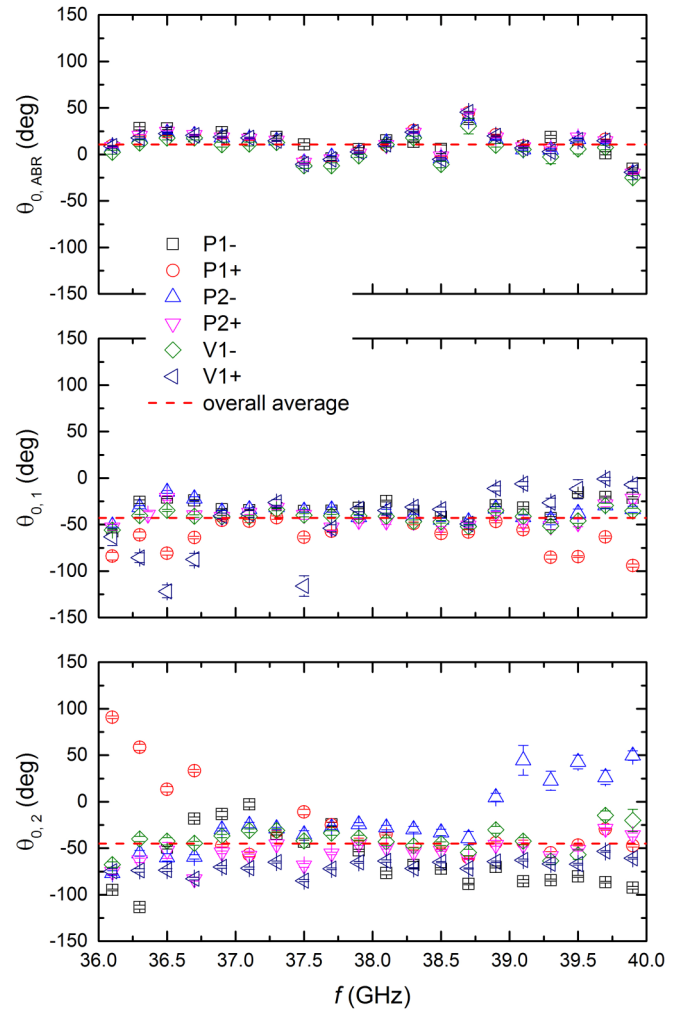 150
100
50
0
-50
-100
-150
θ0, ABR (deg)
P1-
P1+
P2-
P2+
V1-
V1+
overall average
150
100
50
0
-50
-100
-150
θ0, 1 (deg)
150
100
50
0
-50
-100
-150
θ0, 2 (deg)
36.0 36.5 37.0 37.5 38.0 38.5 39.0 39.5 40.0
f (GHz)